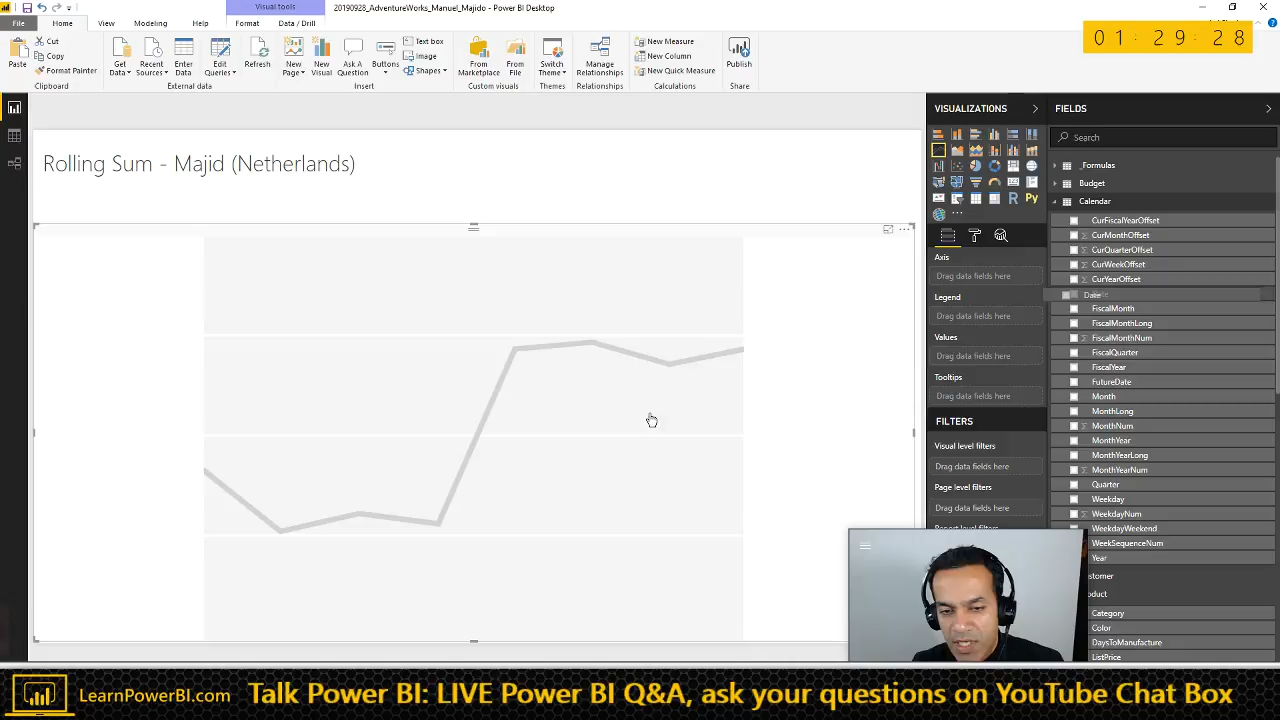 Visual tools
20190928_AdventureWorks_Manuel_Majido - Power BI Desktop
File Home View Modeling Help Format Data / Drill
01:29:28
Paste
Cut
Copy
Format Painter
Clipboard
Get Data
Recent Sources
Enter Data
Edit Queries
Refresh
External data
New Page
New Visual
Ask A Question
Buttons
Text box
Image
Shapes
Insert
From Marketplace
From File
Custom visuals
Switch Theme
Themes
Manage Relationships
Relationships
New Measure
New Column
New Quick Measure
Calculations
Publish
Share
Rolling Sum - Majid (Netherlands)
VISUALIZATIONS
R Py
Axis
Drag data fields here
Legend
Drag data fields here
Values
Drag data fields here
Tooltips
Drag data fields here
FILTERS
Visual level filters
Drag data fields here
Page level filters
Drag data fields here
FIELDS
Search
_Formulas
Budget
Calendar
CurFiscalYearOffset
CurMonthOffset
CurQuarterOffset
CurWeekOffset
CurYearOffset
Date
FiscalMonth
FiscalMonthLong
FiscalMonthNum
FiscalQuarter
FiscalYear
FutureDate
Month
MonthLong
MonthNum
MonthYear
MonthYearLong
MonthYearNum
Quarter
Weekday
WeekdayNum
WeekdayWeekend
WeekSequenceNum
Year
Category
Color
DaysToManufacture
ListPrice
LearnPowerBI.com
Talk Power BI: LIVE Power BI Q&A, ask your questions on YouTube Chat Box